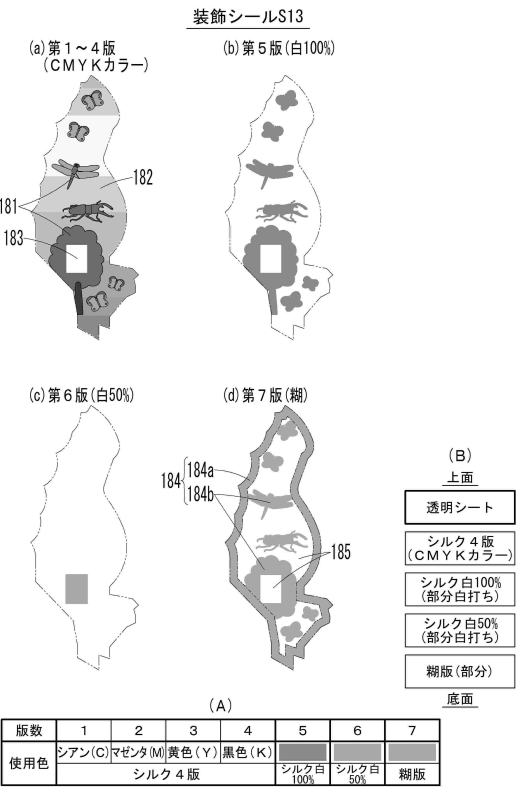 装飾シールS13
(a)第1～4版
(CMYKカラー)
(b)第5版(白100%)
182
181
183
(c)第6版(白50%)
(d)第7版(糊)
184
184a
184b
185
(B)
上面
透明シート
シルク4版
(CMYKカラー)
シルク白100%
(部分白打ち)
シルク白50%
(部分白打ち)
糊版(部分)
底面
(A)
版数 1 2 3 4 5 6 7
使用色 シアン(C) マゼンタ(M) 黄色(Y) 黒色(K)
シルク4版 シルク白100% シルク白50% 糊版